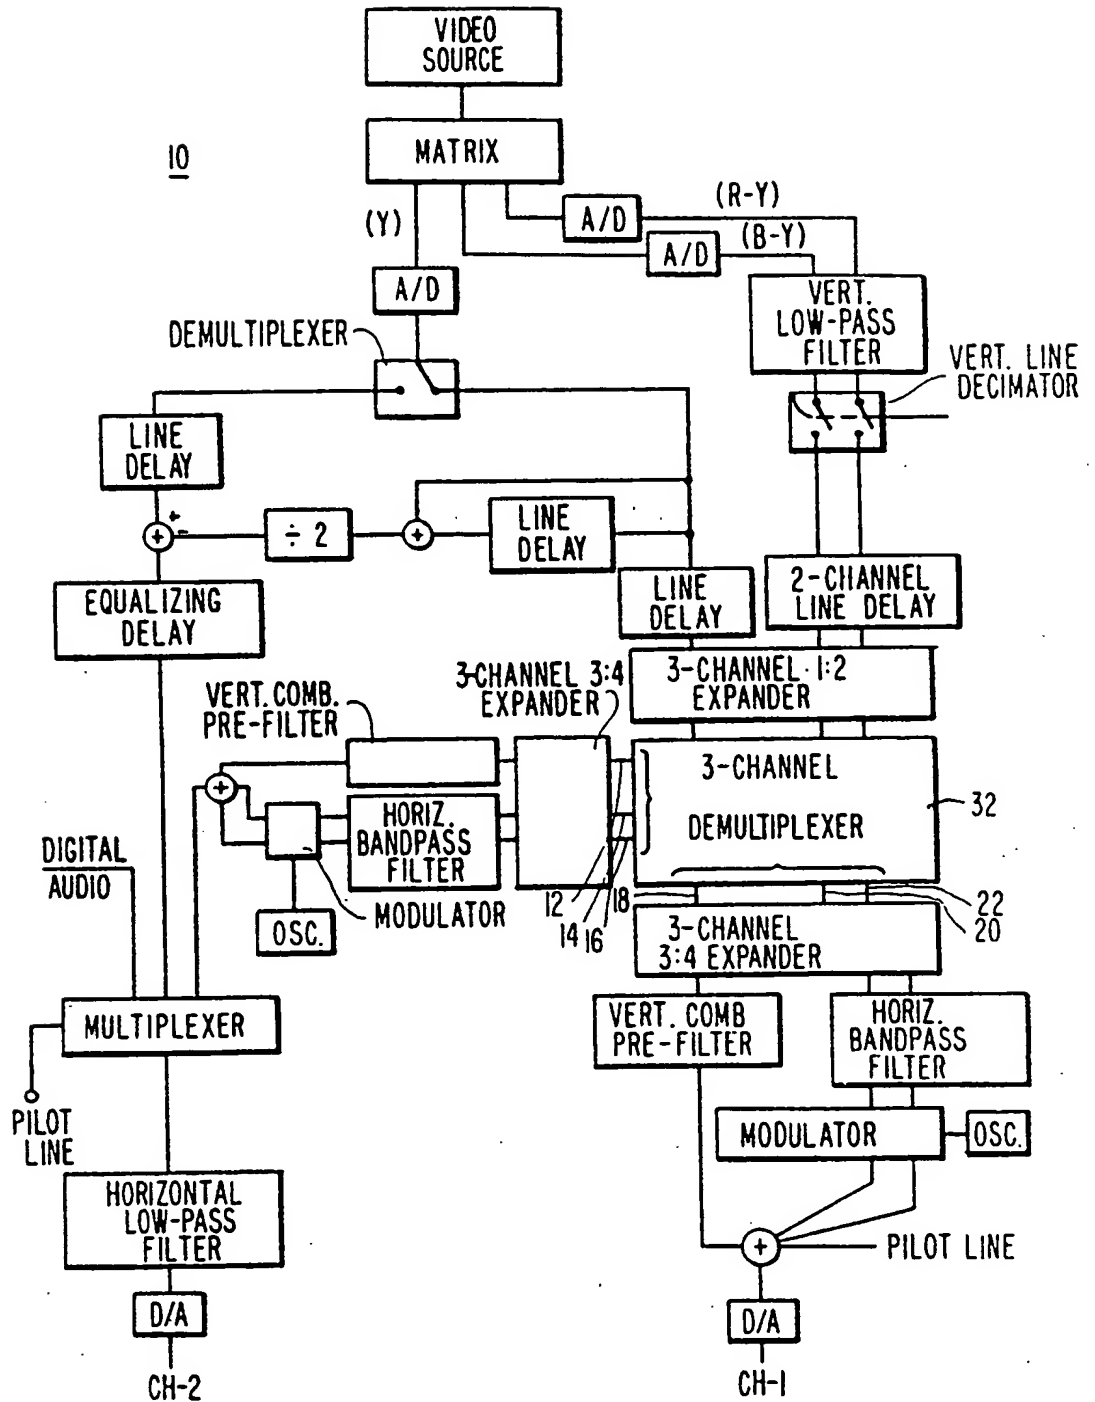 VIDEO
SOURCE
10
MATRIX
(Y)
A/D
(R-Y)
A/D
(B-Y)
A/D
VERT.
LOW-PASS
FILTER
DEMULTIPLEXER
VERT. LINE
DECIMATOR
LINE
DELAY
+
-
+
÷ 2
+
LINE
DELAY
EQUALIZING
DELAY
LINE
DELAY
2-CHANNEL
LINE DELAY
3-CHANNEL 1:2
EXPANDER
3-CHANNEL 3:4
EXPANDER
VERT. COMB.
PRE-FILTER
3-CHANNEL
DEMULTIPLEXER
32
+
HORIZ.
BANDPASS
FILTER
DIGITAL
AUDIO
MODULATOR
OSC.
12
14
16
18
22
20
3-CHANNEL
3:4 EXPANDER
MULTIPLEXER
VERT. COMB
PRE-FILTER
HORIZ.
BANDPASS
FILTER
PILOT
LINE
MODULATOR
OSC.
HORIZONTAL
LOW-PASS
FILTER
+
PILOT LINE
D/A
D/A
CH-2
CH-1